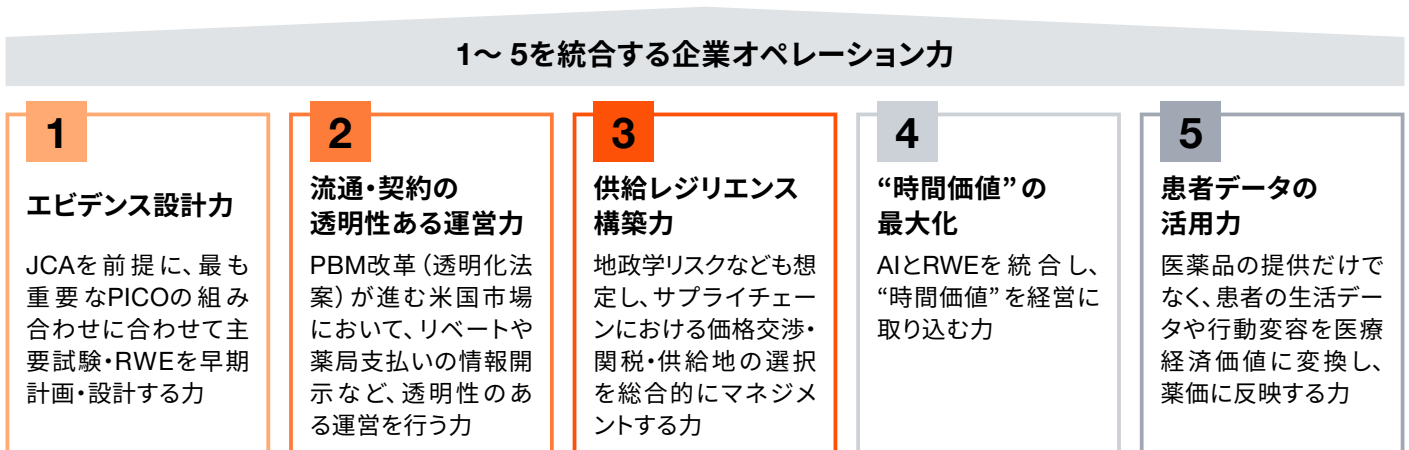 1〜5を統合する企業オペレーション力
1
エビデンス設計力
JCAを前提に、最も
重要なPICOの組み
合わせに合わせて主
要試験・RWEを早期
計画・設計する力
2
流通・契約の
透明性ある運営力
PBM改革（透明化法
案）が進む米国市場
において、リベートや
薬局支払いの情報開
示など、透明性のあ
る運営を行う力
3
供給レジリエンス
構築力
地政学リスクなども想
定し、サプライチェー
ンにおける価格交渉・
関税・供給地の選択
を総合的にマネジメ
ントする力
4
“時間価値”の
最大化
AIとRWEを統合し、
“時間価値”を経営に
取り込む力
5
患者データの
活用力
医薬品の提供だけで
なく、患者の生活デー
タや行動変容を医療
経済価値に変換し、
薬価に反映する力